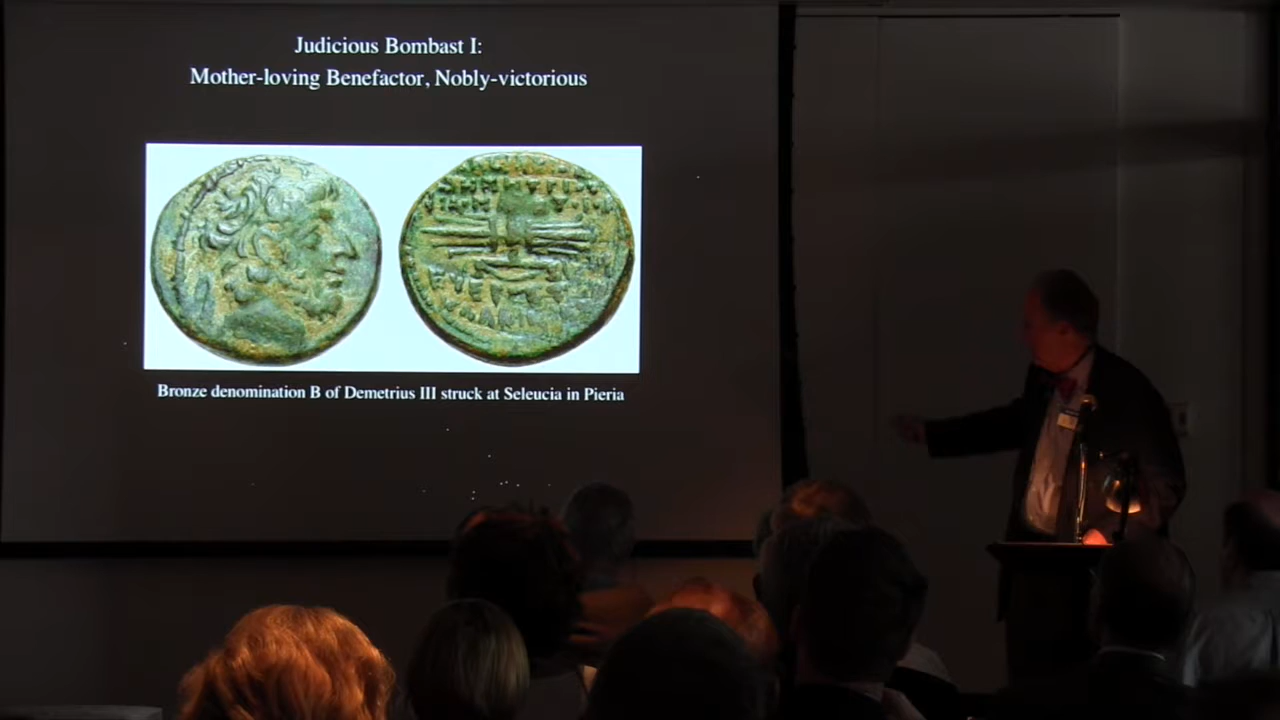 Judicious Bombast I:
Mother-loving Benefactor, Nobly-victorious
Bronze denomination B of Demetrius III struck at Seleucia in Pieria